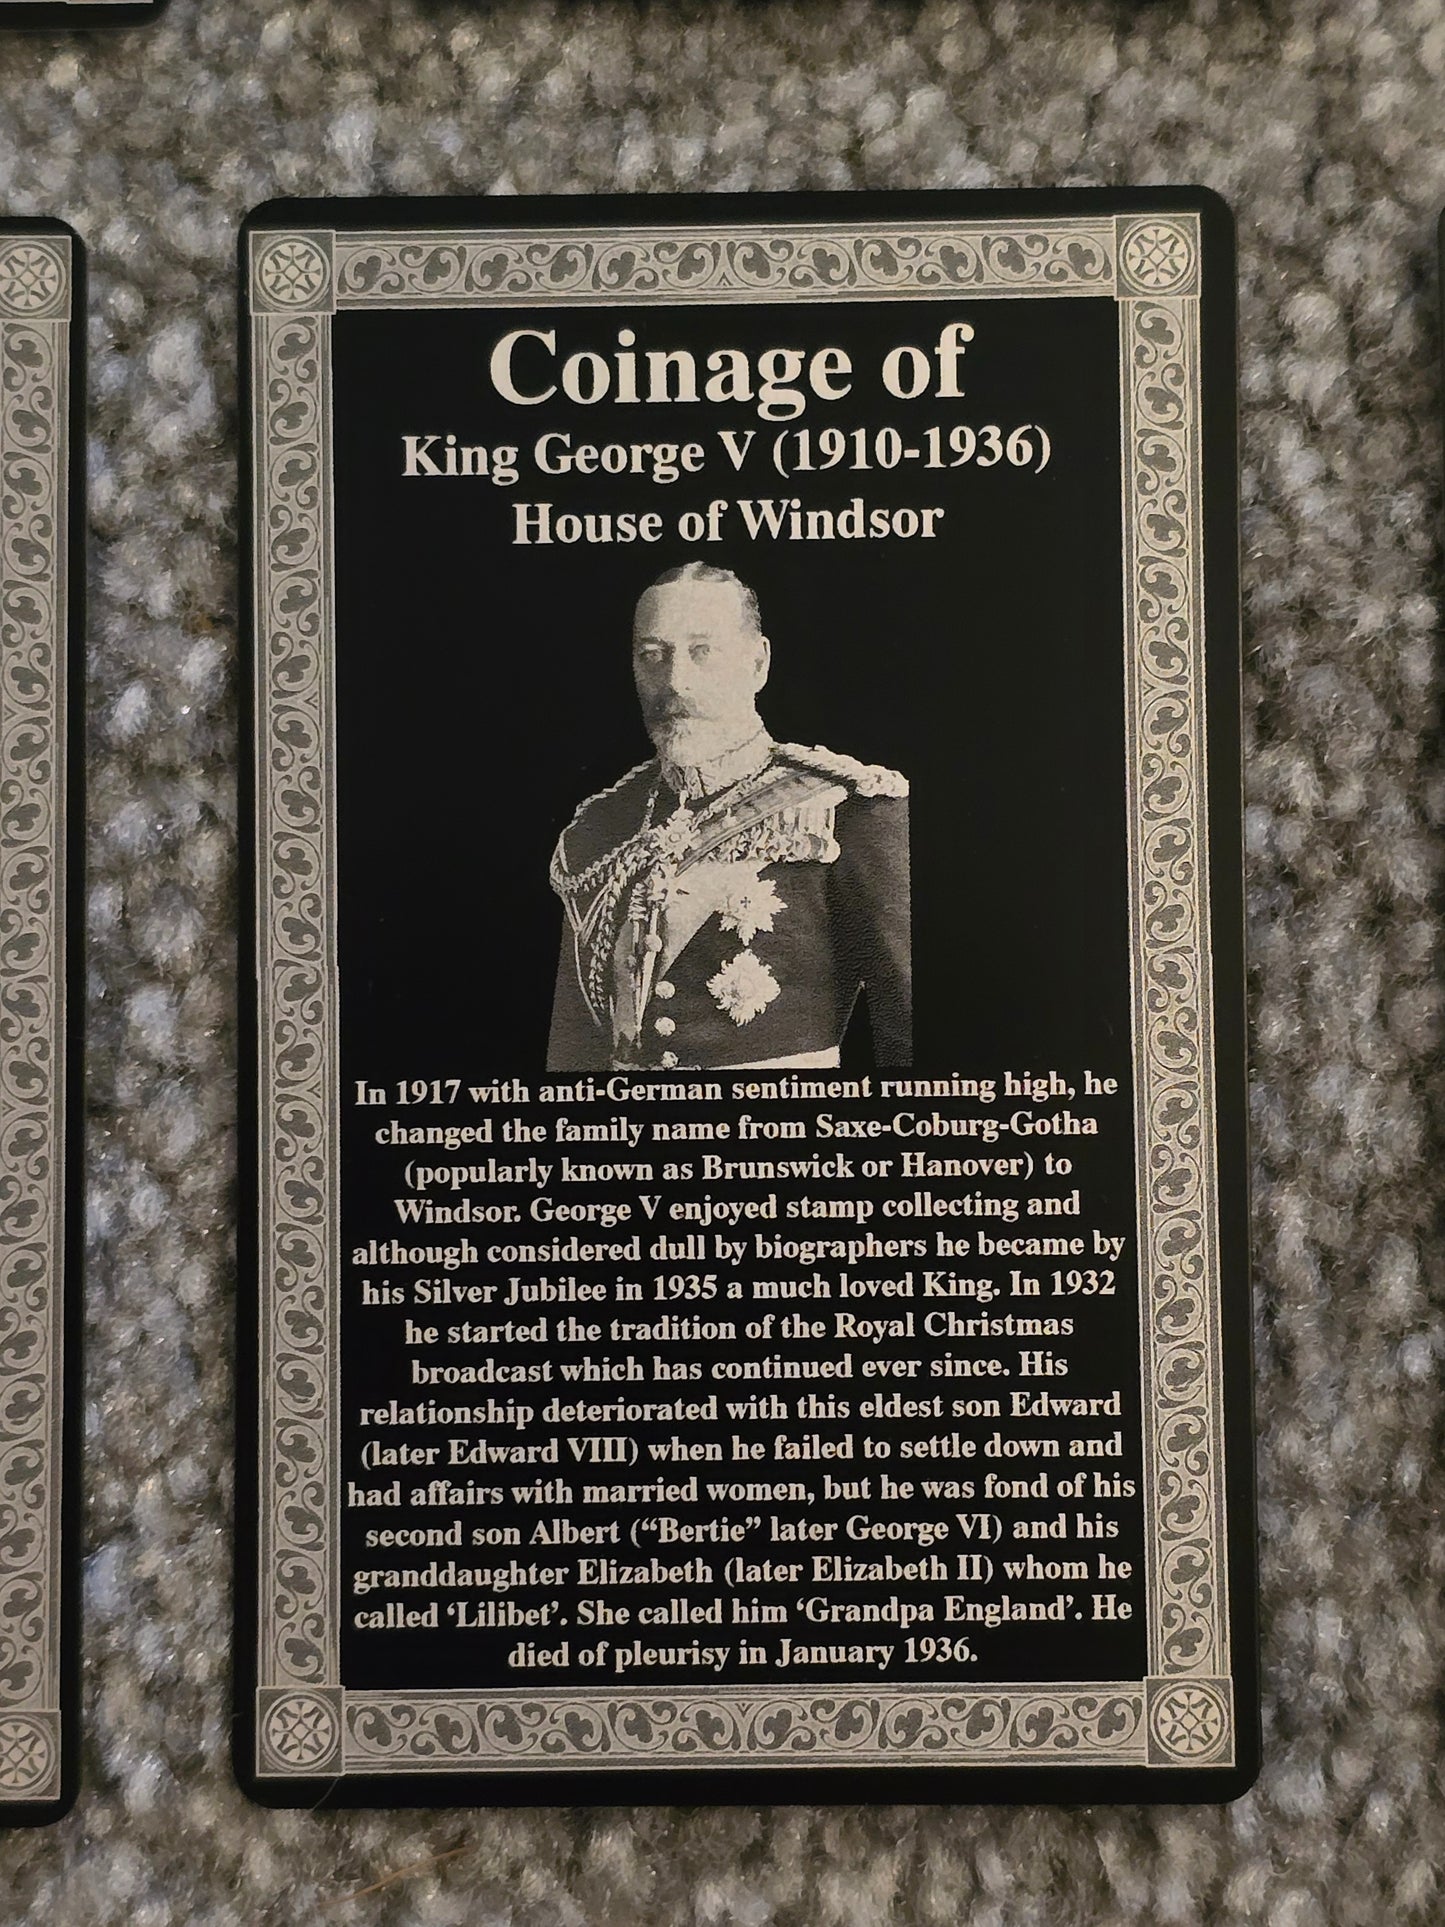 Coinage of
King George V (1910-1936)
House of Windsor
In 1917 with anti-German sentiment running high, he
changed the family name from Saxe-Coburg-Gotha
(popularly known as Brunswick or Hanover) to
Windsor. George V enjoyed stamp collecting and
although considered dull by biographers he became by
his Silver Jubilee in 1935 a much loved King. In 1932
he started the tradition of the Royal Christmas
broadcast which has continued ever since. His
relationship deteriorated with this eldest son Edward
(later Edward VIII) when he failed to settle down and
had affairs with married women, but he was fond of his
second son Albert (“Bertie” later George VI) and his
granddaughter Elizabeth (later Elizabeth II) whom he
called ‘Lilibet’. She called him ‘Grandpa England’. He
died of pleurisy in January 1936.